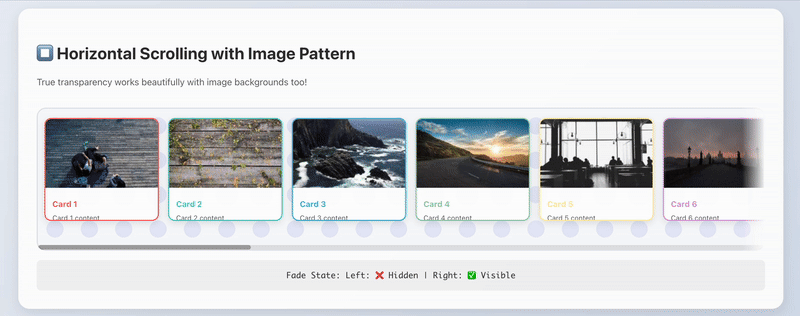 Horizontal Scrolling with Image Pattern
True transparency works beautifully with image backgrounds too!
Card 1
Card 1 content
Card 2
Card 2 content
Card 3
Card 3 content
Card 4
Card 4 content
Card 5
Card 5 content
Card 6
Card 6 content
Fade State: Left: ❌ Hidden | Right: ✅ Visible